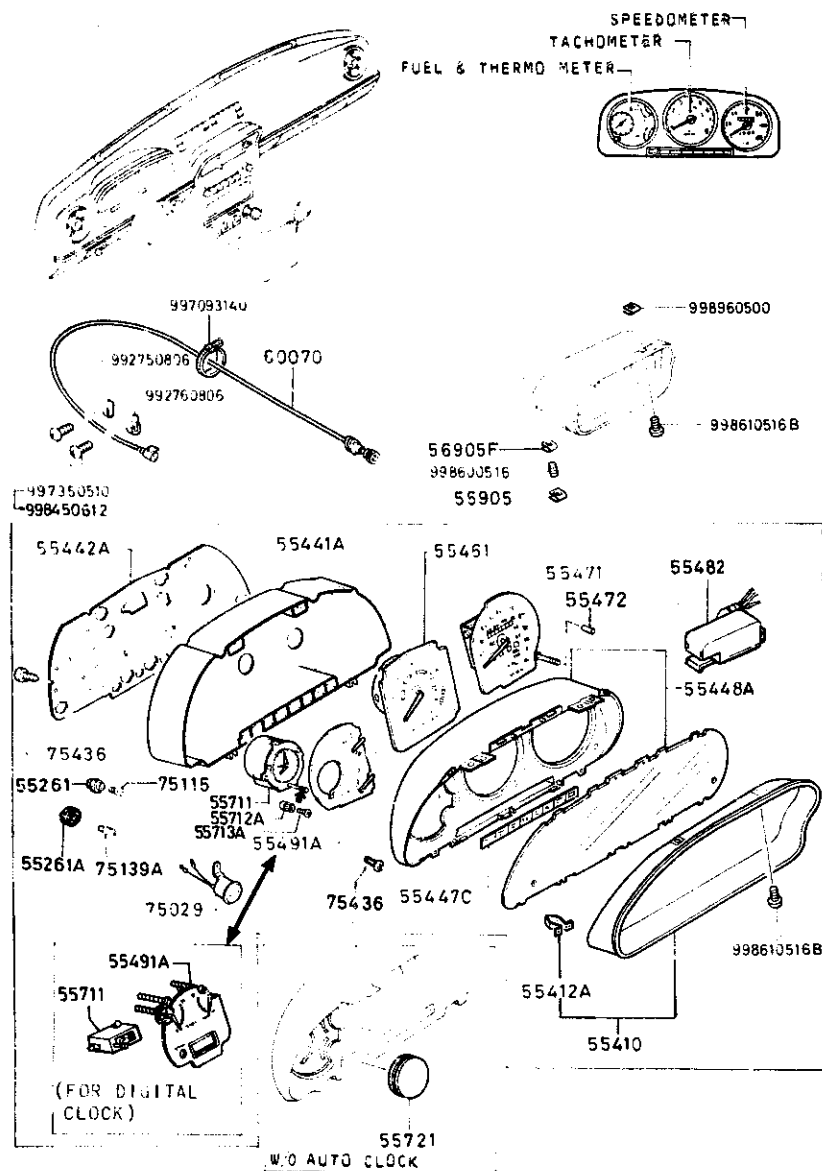 SPEEDOMETER
TACHOMETER
FUEL & THERMO METER
997093140
992750806
60070
992760806
998960500
998610516B
56905F
998600516
55905
997350510
998450612
55442A
55441A
55461
55471
55472
55482
55448A
75436
55261
75115
55711
55712A
55713A
55491A
55261A
75139A
75029
75436
55447C
998610516B
55412A
55410
55491A
55711
(FOR DIGITAL
CLOCK)
55721
W/O AUTO CLOCK